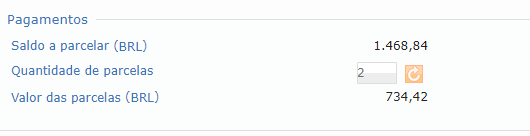 Pagamentos
Saldo a parcelar (BRL) 1.468,84
Quantidade de parcelas 2
Valor das parcelas (BRL) 734,42